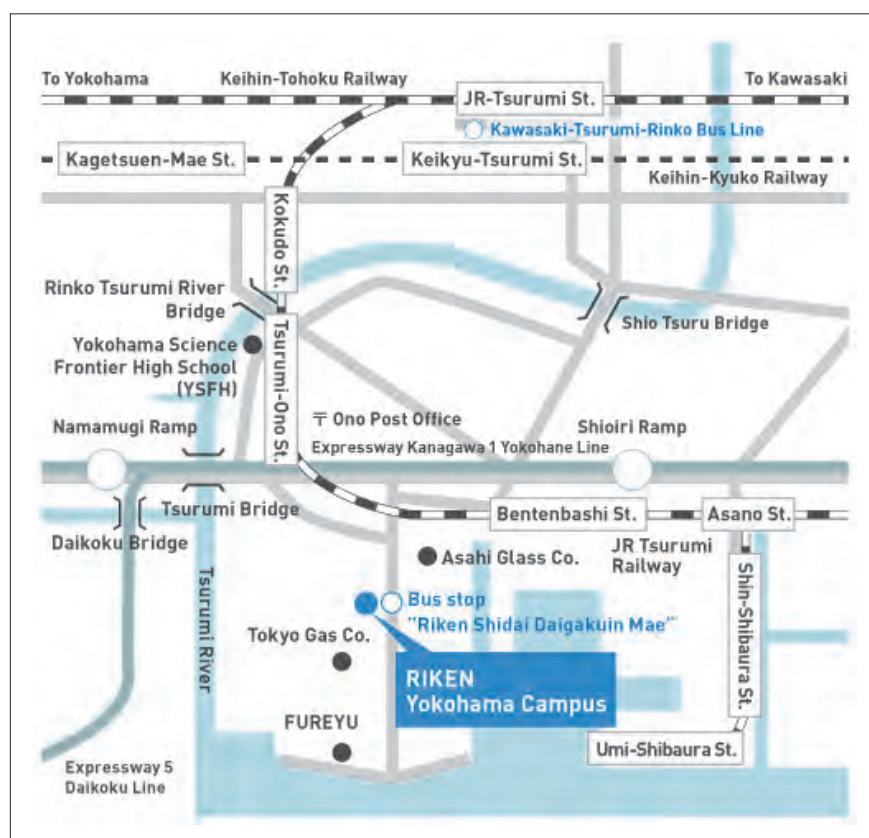 To Yokohama
Keihin-Tohoku Railway
To Kawasaki
JR-Tsurumi St.
Kawasaki-Tsurumi-Rinko Bus Line
Kagetsuen-Mae St.
Keikyu-Tsurumi St.
Keihin-Kyuko Railway
Kokudo St.
Rinko Tsurumi River
Bridge
Shio Tsuru Bridge
Yokohama Science
Frontier High School
(YSFH)
Tsurumi-Ono St.
〒 Ono Post Office
Namamugi Ramp
Shioiri Ramp
Expressway Kanagawa 1 Yokohane Line
Tsurumi Bridge
Bentenbashi St.
Asano St.
Daikoku Bridge
Asahi Glass Co.
JR Tsurumi
Railway
Tsurumi River
Shin-Shibaura St.
Bus stop
"Riken Shidai Daigakuin Mae"
Tokyo Gas Co.
RIKEN
Yokohama Campus
FUREYU
Umi-Shibaura St.
Expressway 5
Daikoku Line